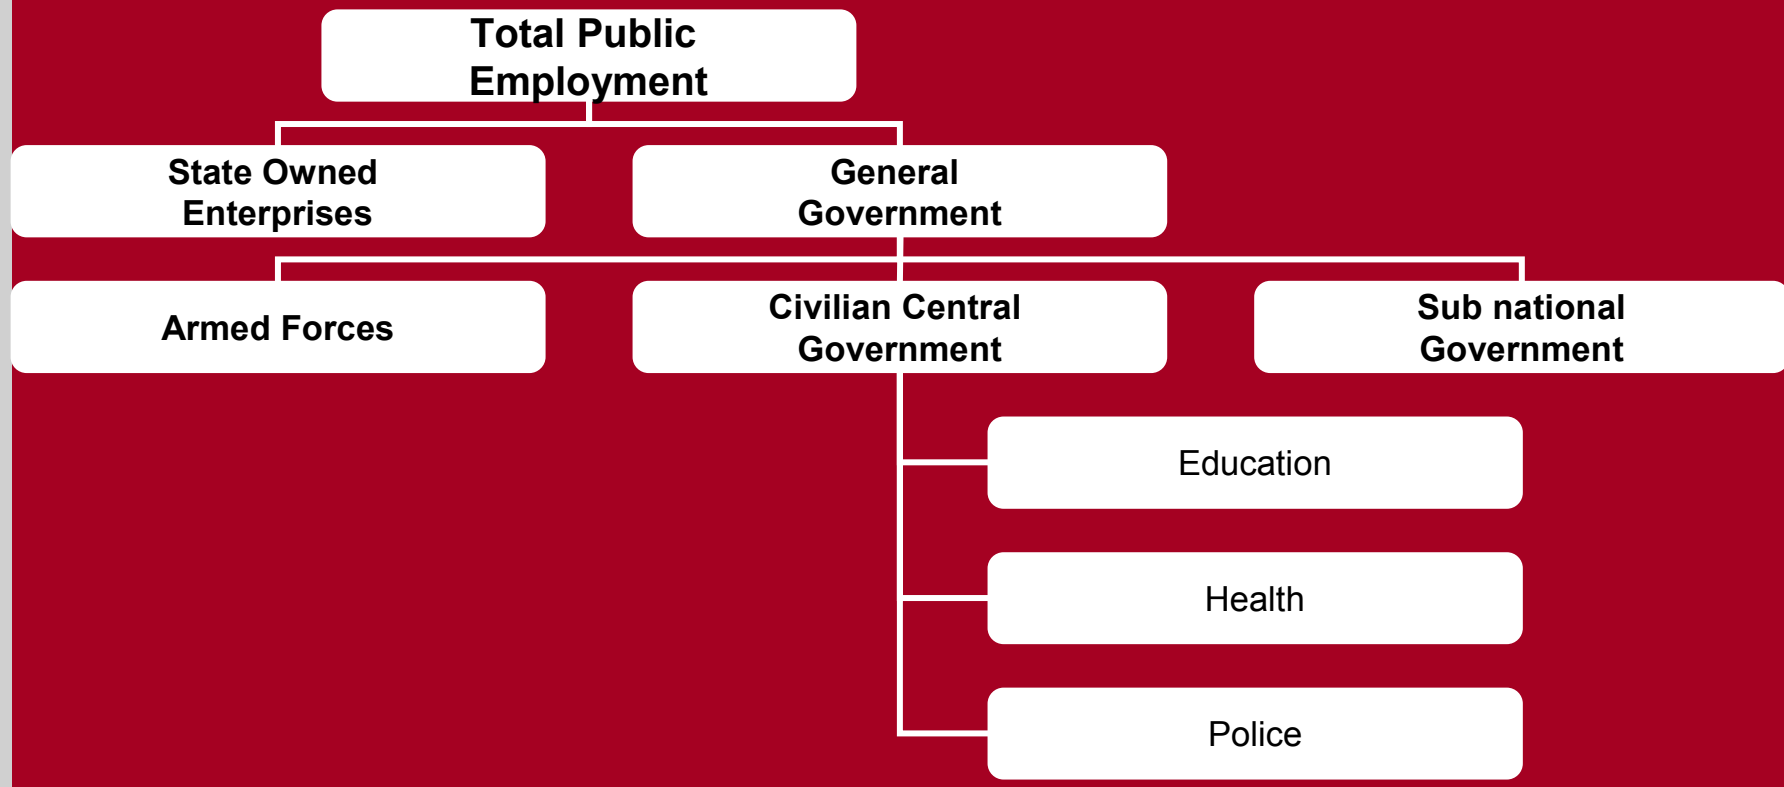 Total Public
Employment
State Owned
Enterprises
General
Government
Armed Forces
Civilian Central
Government
Sub national
Government
Education
Health
Police